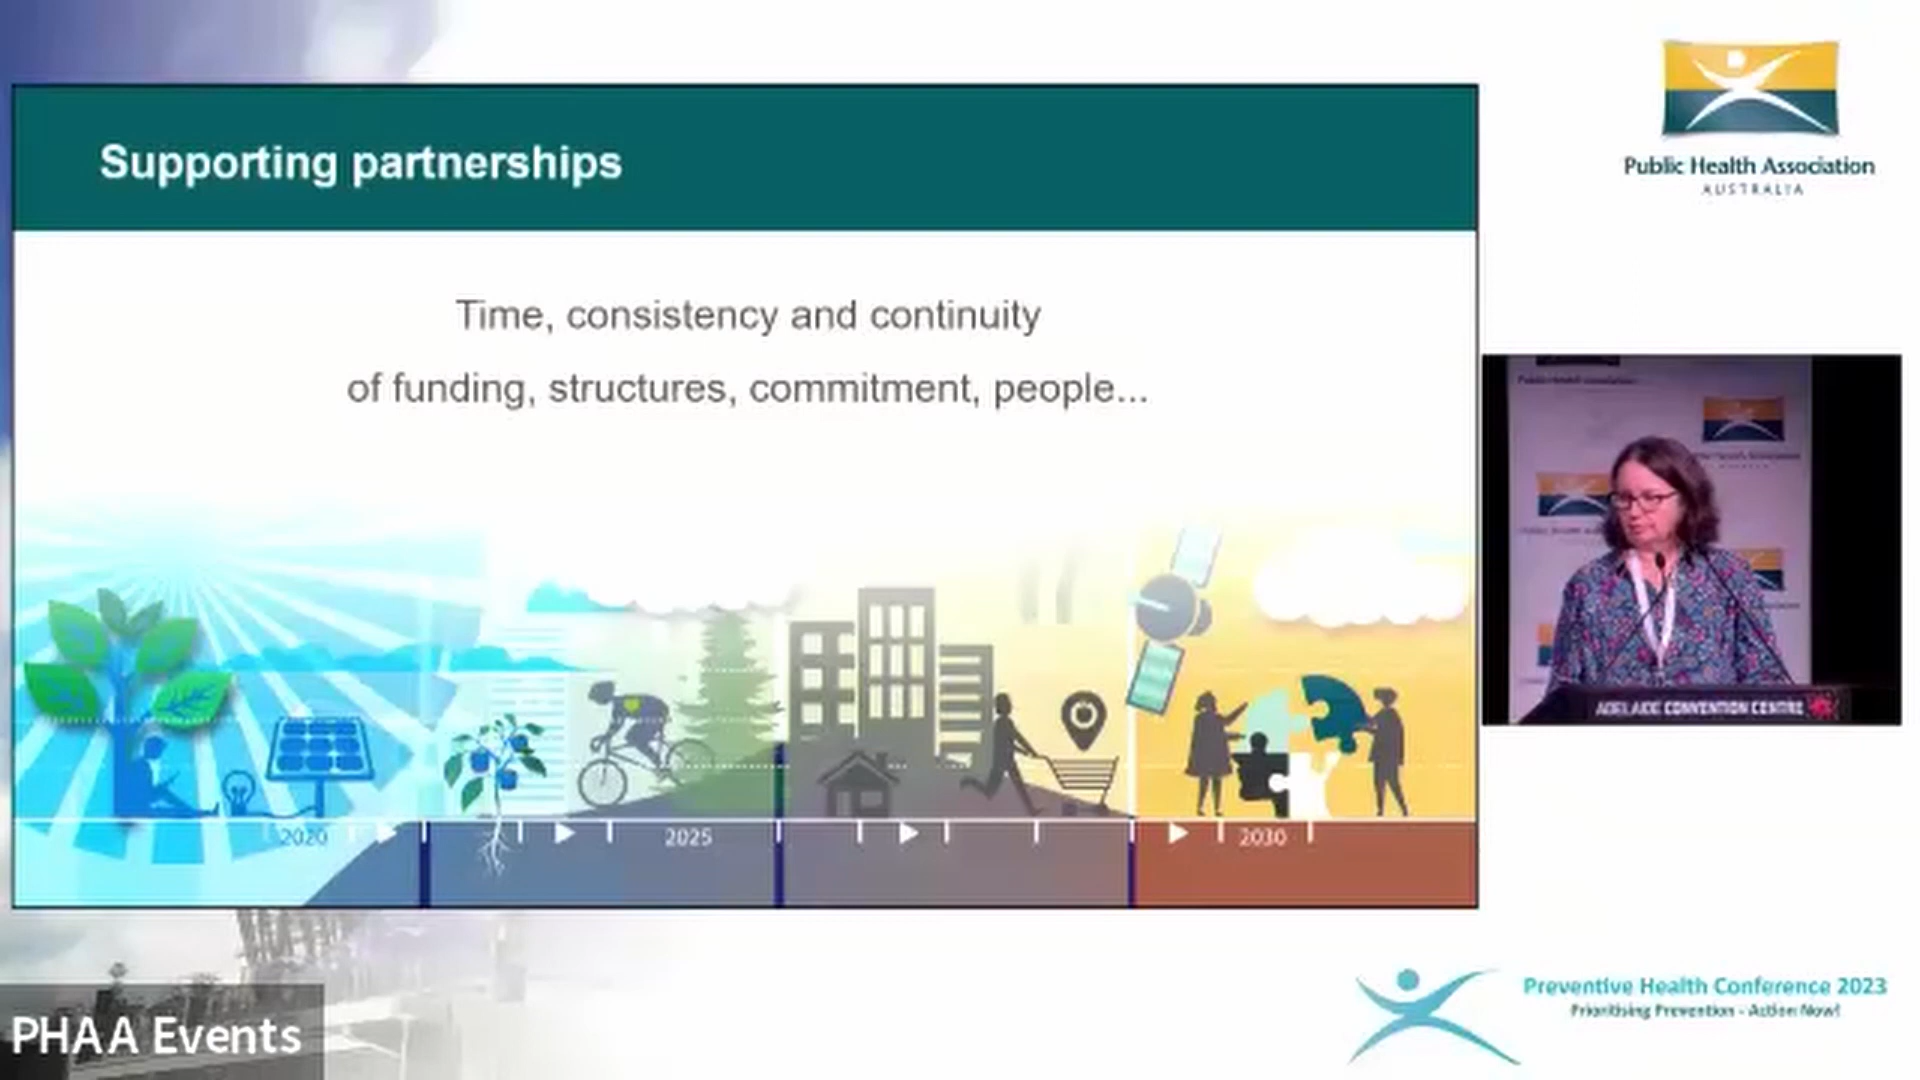 Supporting partnerships
Time, consistency and continuity
of funding, structures, commitment, people...
2020
2025
2030
Public Health Association
AUSTRALIA
ADELAIDE CONVENTION CENTRE
Preventive Health Conference 2023
Prioritising Prevention - Action Now!
PHAA Events